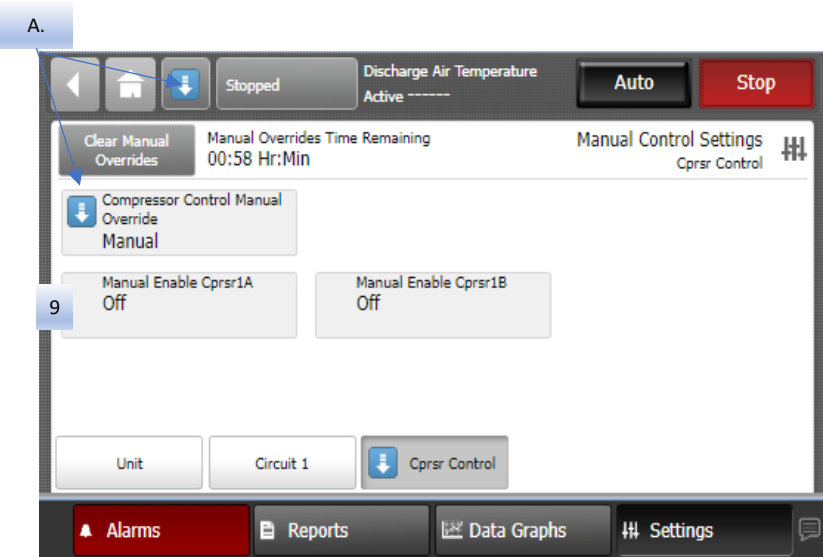 A.
Stopped
Discharge Air Temperature
Active ------
Auto
Stop
Clear Manual
Overrides
Manual Overrides Time Remaining
00:58 Hr:Min
Manual Control Settings
Cprsr Control
Compressor Control Manual
Override
Manual
9
Manual Enable Cprsr1A
Off
Manual Enable Cprsr1B
Off
Unit
Circuit 1
Cprsr Control
Alarms
Reports
Data Graphs
Settings